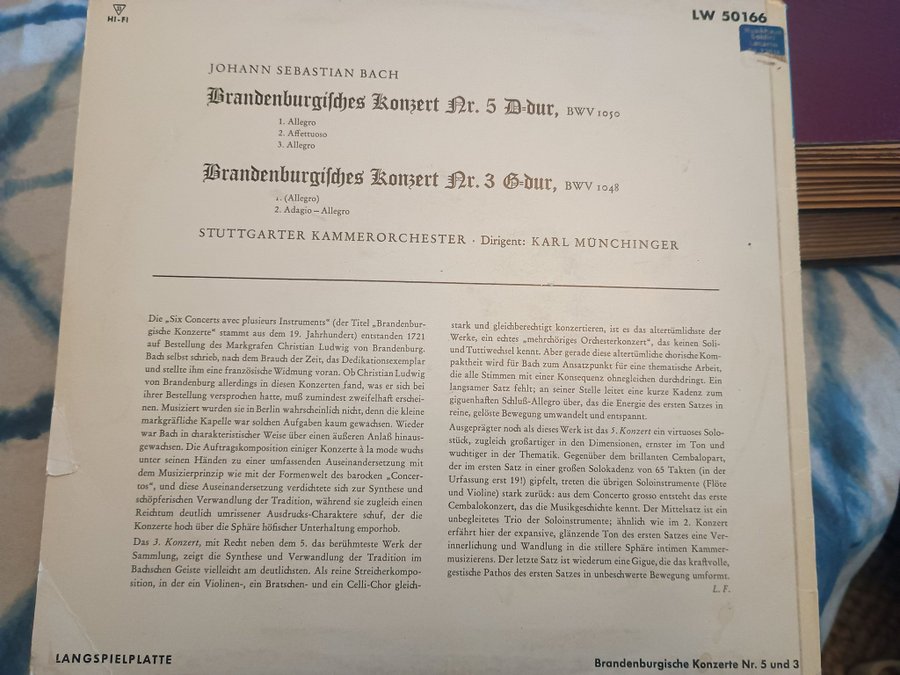 HI-FI
LW 50166
JOHANN SEBASTIAN BACH
Brandenburgisches Konzert Nr. 5 D-dur, BWV 1050
1. Allegro
2. Affettuoso
3. Allegro
Brandenburgisches Konzert Nr. 3 G-dur, BWV 1048
1. (Allegro)
2. Adagio – Allegro
STUTTGARTER KAMMERORCHESTER · Dirigent: KARL MÜNCHINGER
Die „Six Concerts avec plusieurs Instruments“ (der Titel „Brandenbur-
gische Konzerte“ stammt aus dem 19. Jahrhundert) entstanden 1721
auf Bestellung des Markgrafen Christian Ludwig von Brandenburg.
Bach selbst schrieb, nach dem Brauch der Zeit, das Dedikationsexemplar
und stellte ihm eine französische Widmung voran. Ob Christian Ludwig
von Brandenburg allerdings in diesen Konzerten fand, was er sich bei
ihrer Bestellung versprochen hatte, muß zumindest zweifelhaft erschei-
nen. Musiziert wurden sie in Berlin wahrscheinlich nicht, denn die kleine
markgräfliche Kapelle war solchen Aufgaben kaum gewachsen. Wieder
war Bach in charakteristischer Weise über einen äußeren Anlaß hinaus-
gewachsen. Die Auftragskomposition einiger Konzerte à la mode wuchs
unter seinen Händen zu einer umfassenden Auseinandersetzung mit
dem Musizierprinzip wie mit der Formenwelt des barocken „Concer-
tos“, und diese Auseinandersetzung verdichtete sich zur Synthese und
schöpferischen Verwandlung der Tradition, während sie zugleich einen
Reichtum deutlich umrissener Ausdrucks-Charaktere schuf, der die
Konzerte hoch über die Sphäre höfischer Unterhaltung emporhob.
Das 3. Konzert, mit Recht neben dem 5. das berühmteste Werk der
Sammlung, zeigt die Synthese und Verwandlung der Tradition im
Bachschen Geiste vielleicht am deutlichsten. Als reine Streicherkompo-
sition, in der ein Violinen-, ein Bratschen- und ein Celli-Chor gleich-
stark und gleichberechtigt konzertieren, ist es das altertümlichste der
Werke, ein echtes „mehrchöriges Orchesterkonzert“, das keinen Soli-
und Tuttiwechsel kennt. Aber gerade diese altertümliche chorische Kom-
paktheit wird für Bach zum Ansatzpunkt für eine thematische Arbeit,
die alle Stimmen mit einer Konsequenz ohnegleichen durchdringt. Ein
langsamer Satz fehlt; an seiner Stelle leitet eine kurze Kadenz zum
giguenhaften Schluß-Allegro über, das die Energie des ersten Satzes in
reine, gelöste Bewegung umwandelt und entspannt.
Ausgeprägter noch als dieses Werk ist das 5. Konzert ein virtuoses Solo-
stück, zugleich großartiger in den Dimensionen, ernster im Ton und
wuchtiger in der Thematik. Gegenüber dem brillanten Cembalopart,
der im ersten Satz in einer großen Solokadenz von 65 Takten (in der
Urfassung erst 19!) gipfelt, treten die übrigen Soloinstrumente (Flöte
und Violine) stark zurück: aus dem Concerto grosso entsteht das erste
Cembalokonzert, das die Musikgeschichte kennt. Der Mittelsatz ist ein
unbegleitetes Trio der Soloinstrumente; ähnlich wie im 2. Konzert
erfährt hier der expansive, glänzende Ton des ersten Satzes eine Ver-
innerlichung und Wandlung in die stillere Sphäre intimen Kammer-
musizierens. Der letzte Satz ist wiederum eine Gigue, die das kraftvolle,
gestische Pathos des ersten Satzes in unbeschwerte Bewegung umformt.
L. F.
LANGSPIELPLATTE
Brandenburgische Konzerte Nr. 5 und 3